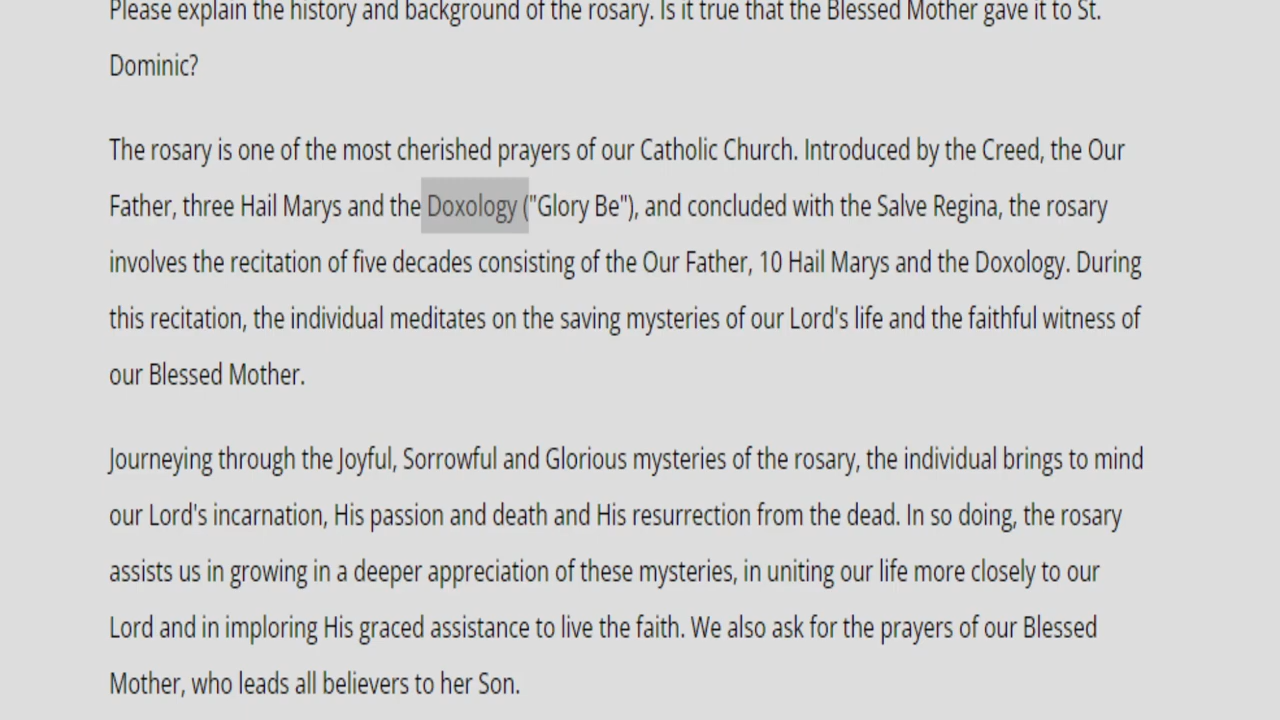 Please explain the history and background of the rosary. Is it true that the Blessed Mother gave it to St.
Dominic?
The rosary is one of the most cherished prayers of our Catholic Church. Introduced by the Creed, the Our
Father, three Hail Marys and the Doxology ("Glory Be"), and concluded with the Salve Regina, the rosary
involves the recitation of five decades consisting of the Our Father, 10 Hail Marys and the Doxology. During
this recitation, the individual meditates on the saving mysteries of our Lord's life and the faithful witness of
our Blessed Mother.
Journeying through the Joyful, Sorrowful and Glorious mysteries of the rosary, the individual brings to mind
our Lord's incarnation, His passion and death and His resurrection from the dead. In so doing, the rosary
assists us in growing in a deeper appreciation of these mysteries, in uniting our life more closely to our
Lord and in imploring His graced assistance to live the faith. We also ask for the prayers of our Blessed
Mother, who leads all believers to her Son.